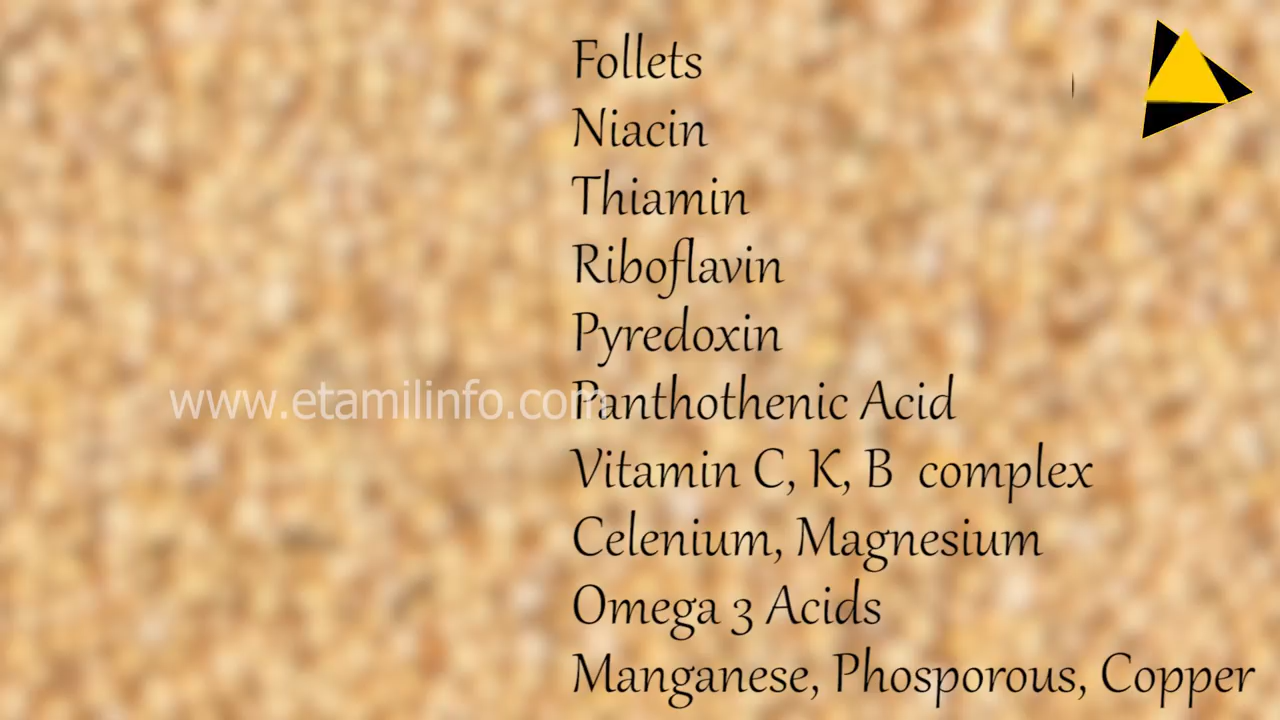 Follets
Niacin
Thiamin
Riboflavin
Pyredoxin
www.etamilinfo.com
Panthothenic Acid
Vitamin C, K, B complex
Celenium, Magnesium
Omega 3 Acids
Manganese, Phosporous, Copper